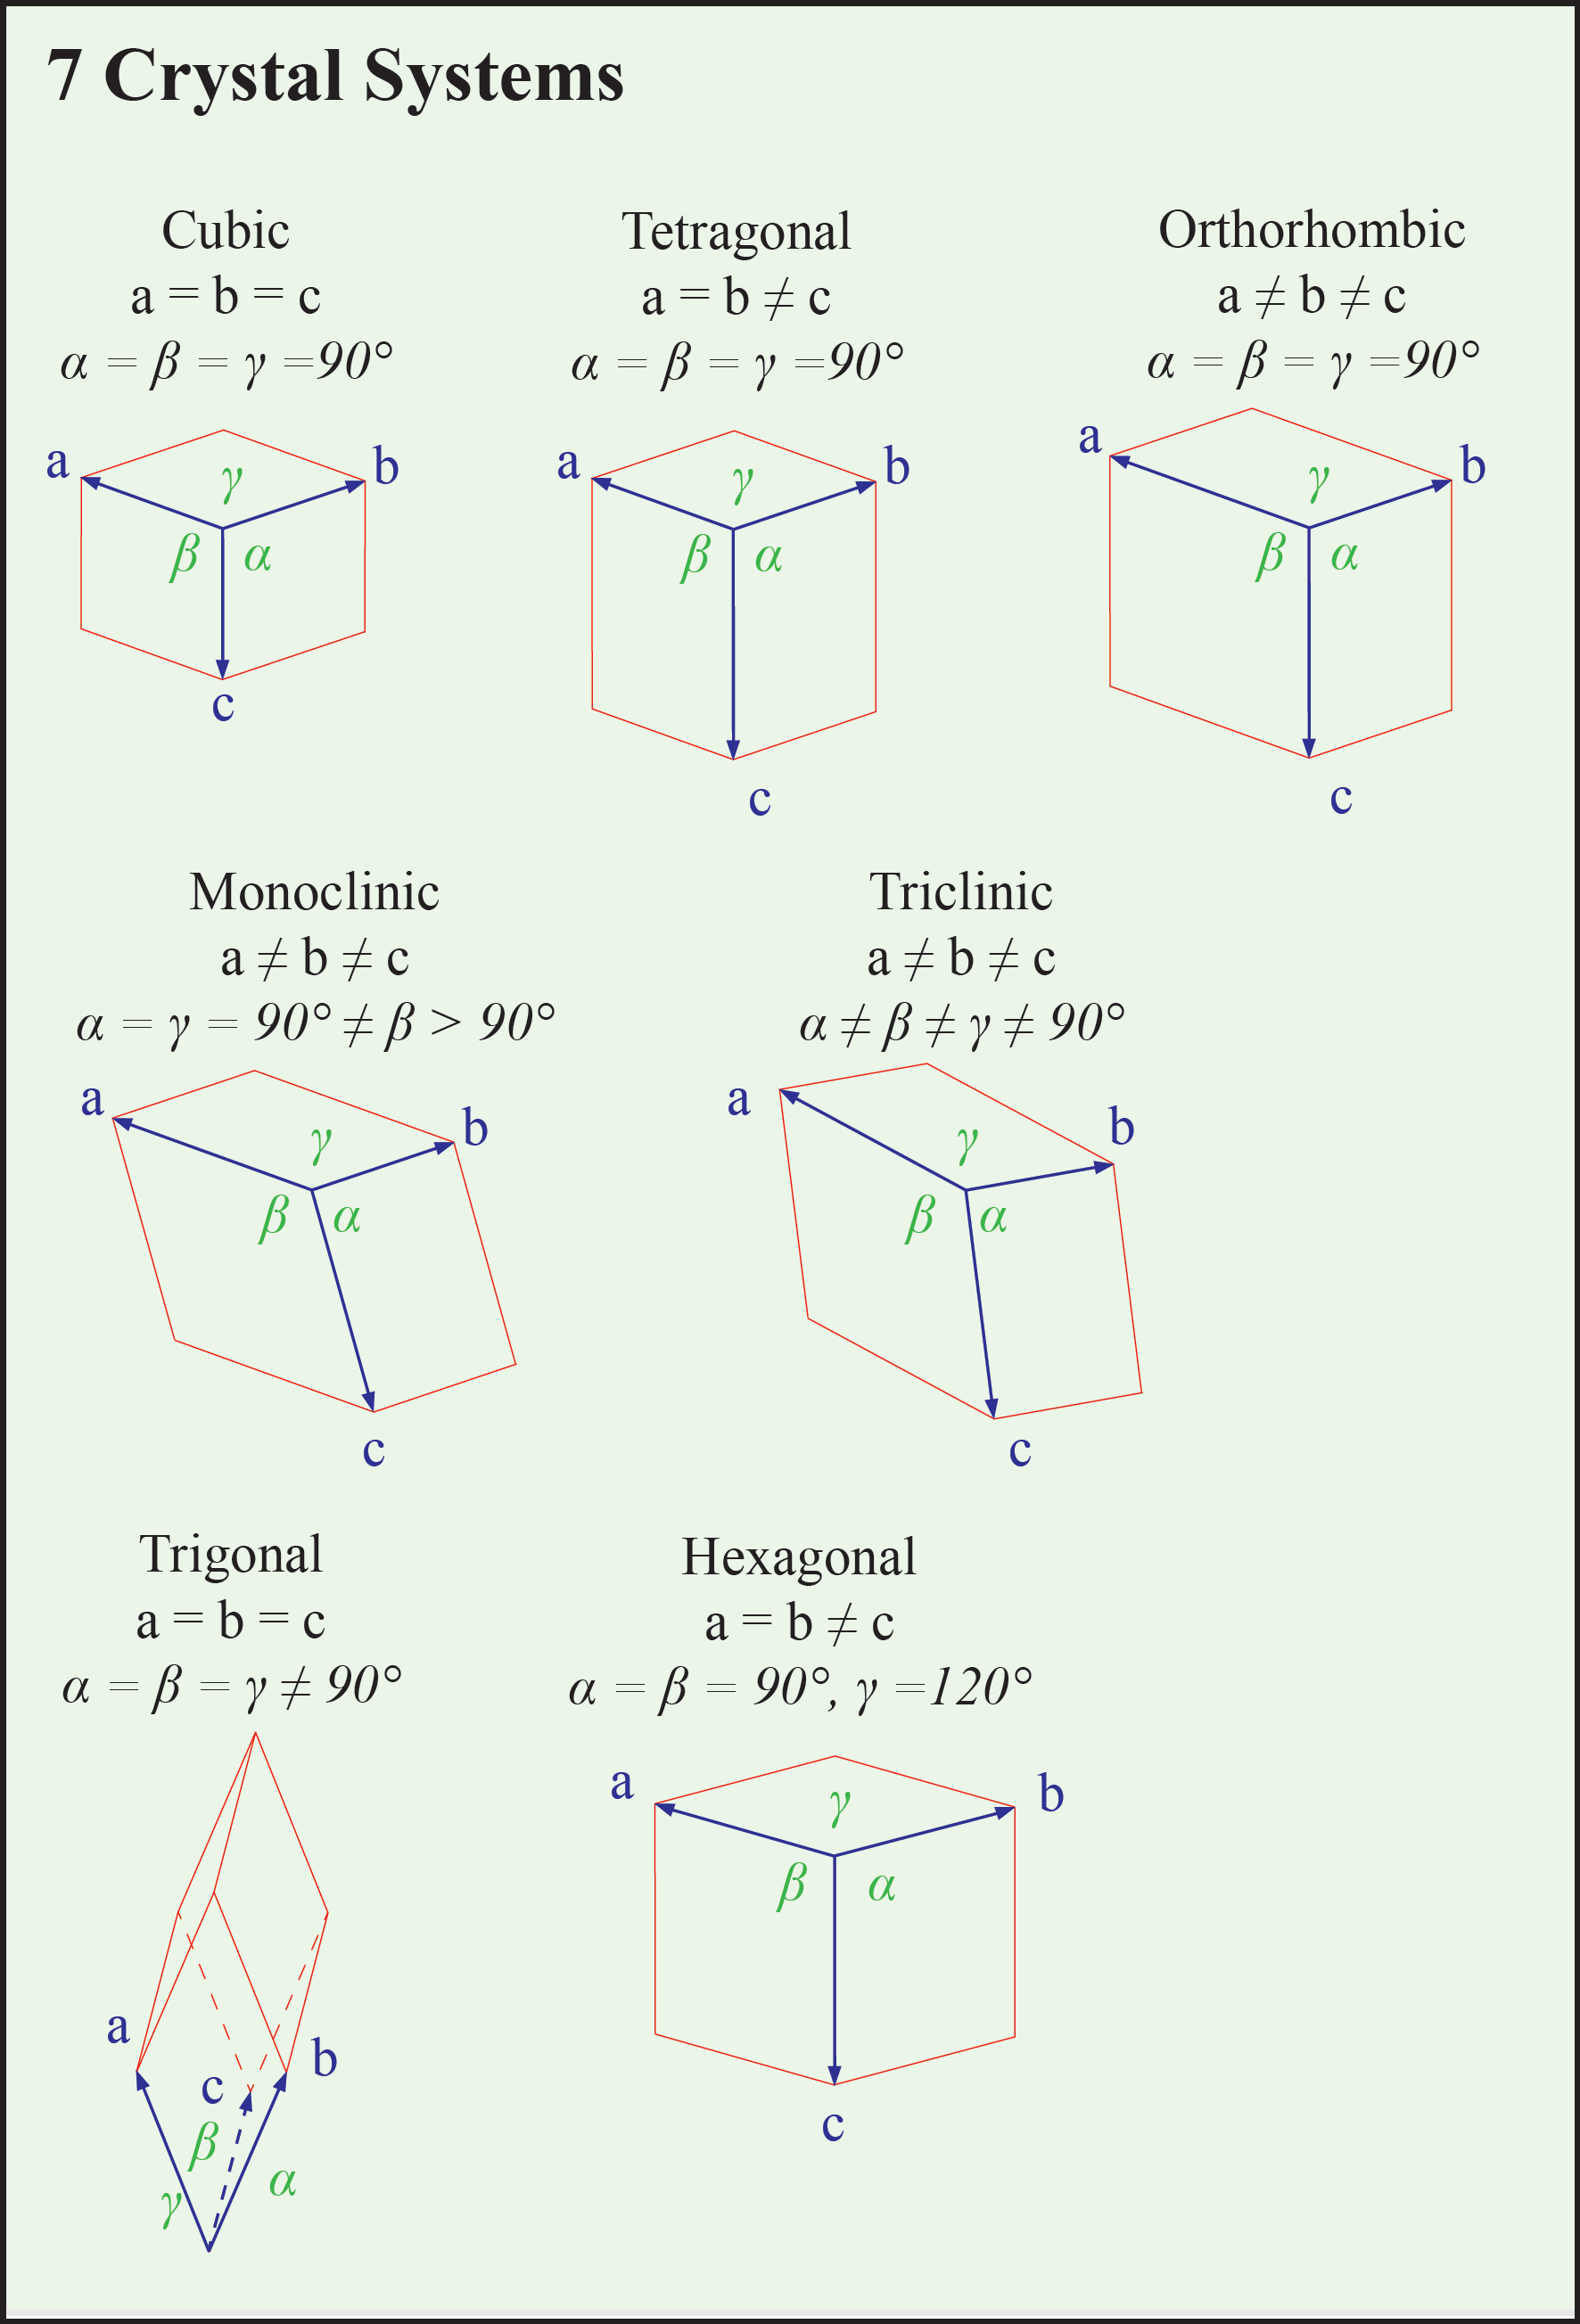 7 Crystal Systems
Cubic
a = b = c
α = β = γ =90°
a
b
γ
β
α
c
Tetragonal
a = b ≠ c
α = β = γ =90°
a
b
γ
β
α
c
Orthorhombic
a ≠ b ≠ c
α = β = γ =90°
a
b
γ
β
α
c
Monoclinic
a ≠ b ≠ c
α = γ = 90° ≠ β > 90°
a
b
γ
β
α
c
Triclinic
a ≠ b ≠ c
α ≠ β ≠ γ ≠ 90°
a
b
γ
β
α
c
Trigonal
a = b = c
α = β = γ ≠ 90°
a
b
c
β
α
γ
Hexagonal
a = b ≠ c
α = β = 90°, γ =120°
a
b
γ
β
α
c